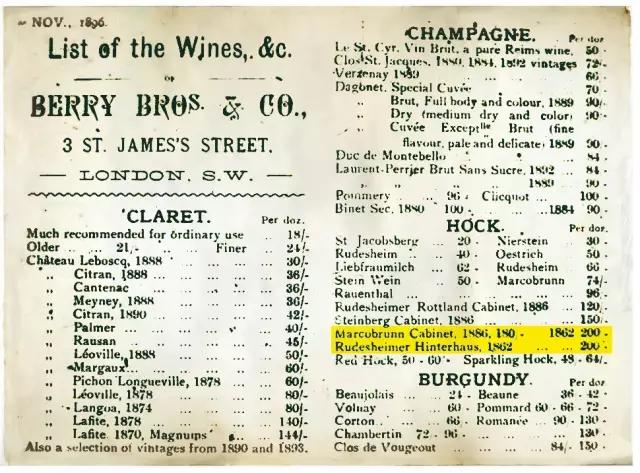 NOV., 1896.
List of the Wines, &c.
OF
BERRY BROS. & CO.,
3 ST. JAMES'S STREET,
LONDON, S.W.
CLARET. Per doz.
Much recommended for ordinary use .. 18/-
Older .. .. 21/- Finer .. 24/-
Château Leboscq, 1888 .. 30/-
,, Citran, 1888 .. 36/-
,, Cantenac .. 36/-
,, Meyney, 1888 .. 36/-
,, Citran, 1890 .. 42/-
,, Palmer .. 40/-
,, Rausan .. 45/-
,, Léoville, 1888 .. 50/-
,, Margaux .. 60/-
,, Pichon Longueville, 1878 .. 60/-
,, Léoville, 1878 .. 80/-
,, Langoa, 1874 .. 80/-
,, Lafite, 1878 .. 140/-
,, Lafite, 1870, Magnums .. 144/-
Also a selection of vintages from 1890 and 1893.
CHAMPAGNE. Per doz
Le St. Cyr, Vin Brut, a pure Reims wine, 50 -
Clos St. Jacques, 1880, 1884, 1892 vintages 72/-
Verzenay 1889 .. 66 -
Dagonet, Special Cuvée .. 70 -
,, Brut, Full body and colour, 1889 90/-
,, Dry (medium dry and color) 90 -
,, Cuvée Exceptlle Brut (fine
flavour, pale and delicate) 1889 90 -
Duc de Montebello .. 84 -
Laurent-Perrier Brut Sans Sucre, 1892 .. 84 -
,, ,, ,, 1889 .. 90 -
Pommery .. 96 - Clicquot .. 100 -
Binet Sec, 1880 100 - .. 1884 90 -
HOCK. Per doz.
St Jacobsberg .. 20 - Nierstein .. 30 -
Rudesheim .. 40 - Oestrich 50 -
Liebfraumilch .. 62 - Rudesheim 66 -
Stein Wein .. 50 - Marcobrunn 74/-
Rauenthal .. 96 -
Rudesheimer Rottland Cabinet, 1886 .. 120/-
Steinberg Cabinet, 1886 .. 150/-
Marcobrunn Cabinet, 1886, 180 - 1862 200 -
Rudesheimer Hinterhaus, 1862 .. 200 -
Red Hock, 50 - 60 - Sparkling Hock, 48 - 64/-
BURGUNDY. Per doz
Beaujolais .. 24 - Beaune 36 - 42 -
Volnay .. 60 - Pommard 60 - 66 - 72 -
Corton .. 66 - Romanée .. 90 - 130 -
Chambertin 72 - 96 - .. 130 -
Clos de Vougeout .. 84/- 150 -